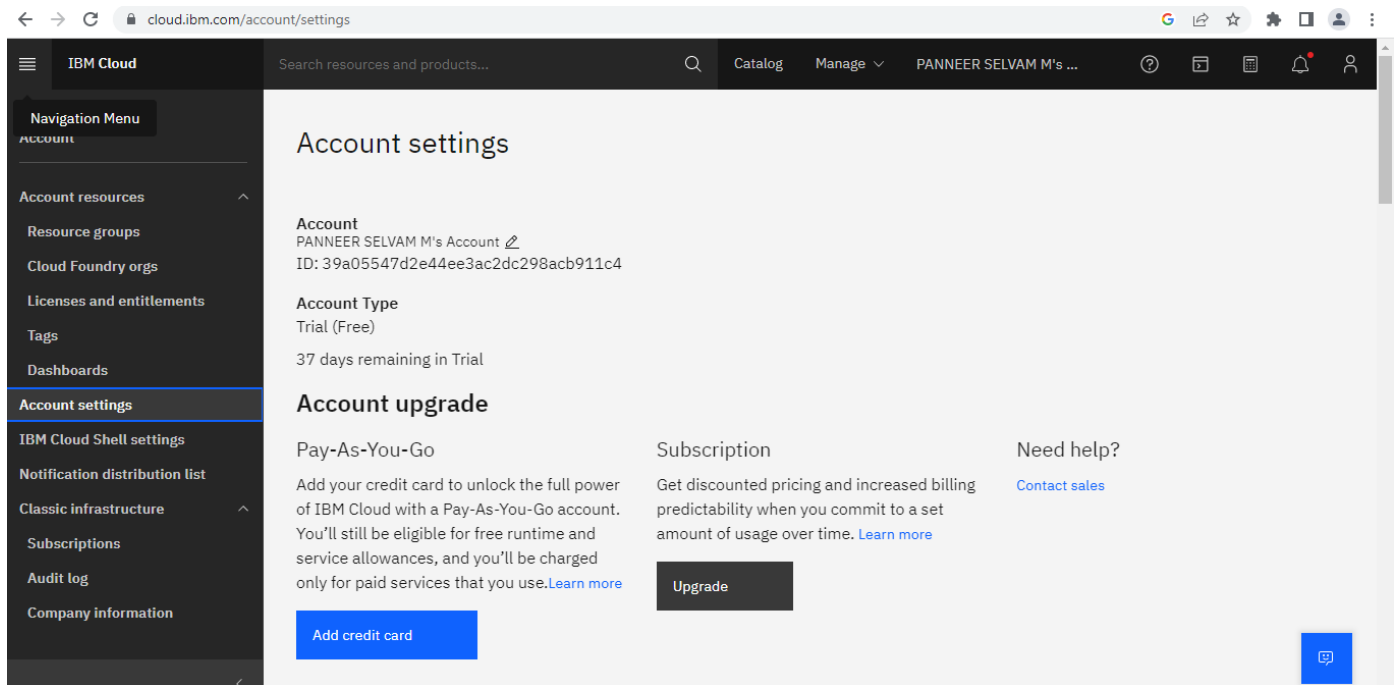 cloud.ibm.com/account/settings
IBM Cloud
Search resources and products...
Catalog
Manage
PANNEER SELVAM M's ...
Navigation Menu
Account
Account resources
Resource groups
Cloud Foundry orgs
Licenses and entitlements
Tags
Dashboards
Account settings
IBM Cloud Shell settings
Notification distribution list
Classic infrastructure
Subscriptions
Audit log
Company information
Account settings
Account
PANNEER SELVAM M's Account
ID: 39a05547d2e44ee3ac2dc298acb911c4
Account Type
Trial (Free)
37 days remaining in Trial
Account upgrade
Pay-As-You-Go
Add your credit card to unlock the full power
of IBM Cloud with a Pay-As-You-Go account.
You’ll still be eligible for free runtime and
service allowances, and you’ll be charged
only for paid services that you use.Learn more
Add credit card
Subscription
Get discounted pricing and increased billing
predictability when you commit to a set
amount of usage over time. Learn more
Upgrade
Need help?
Contact sales